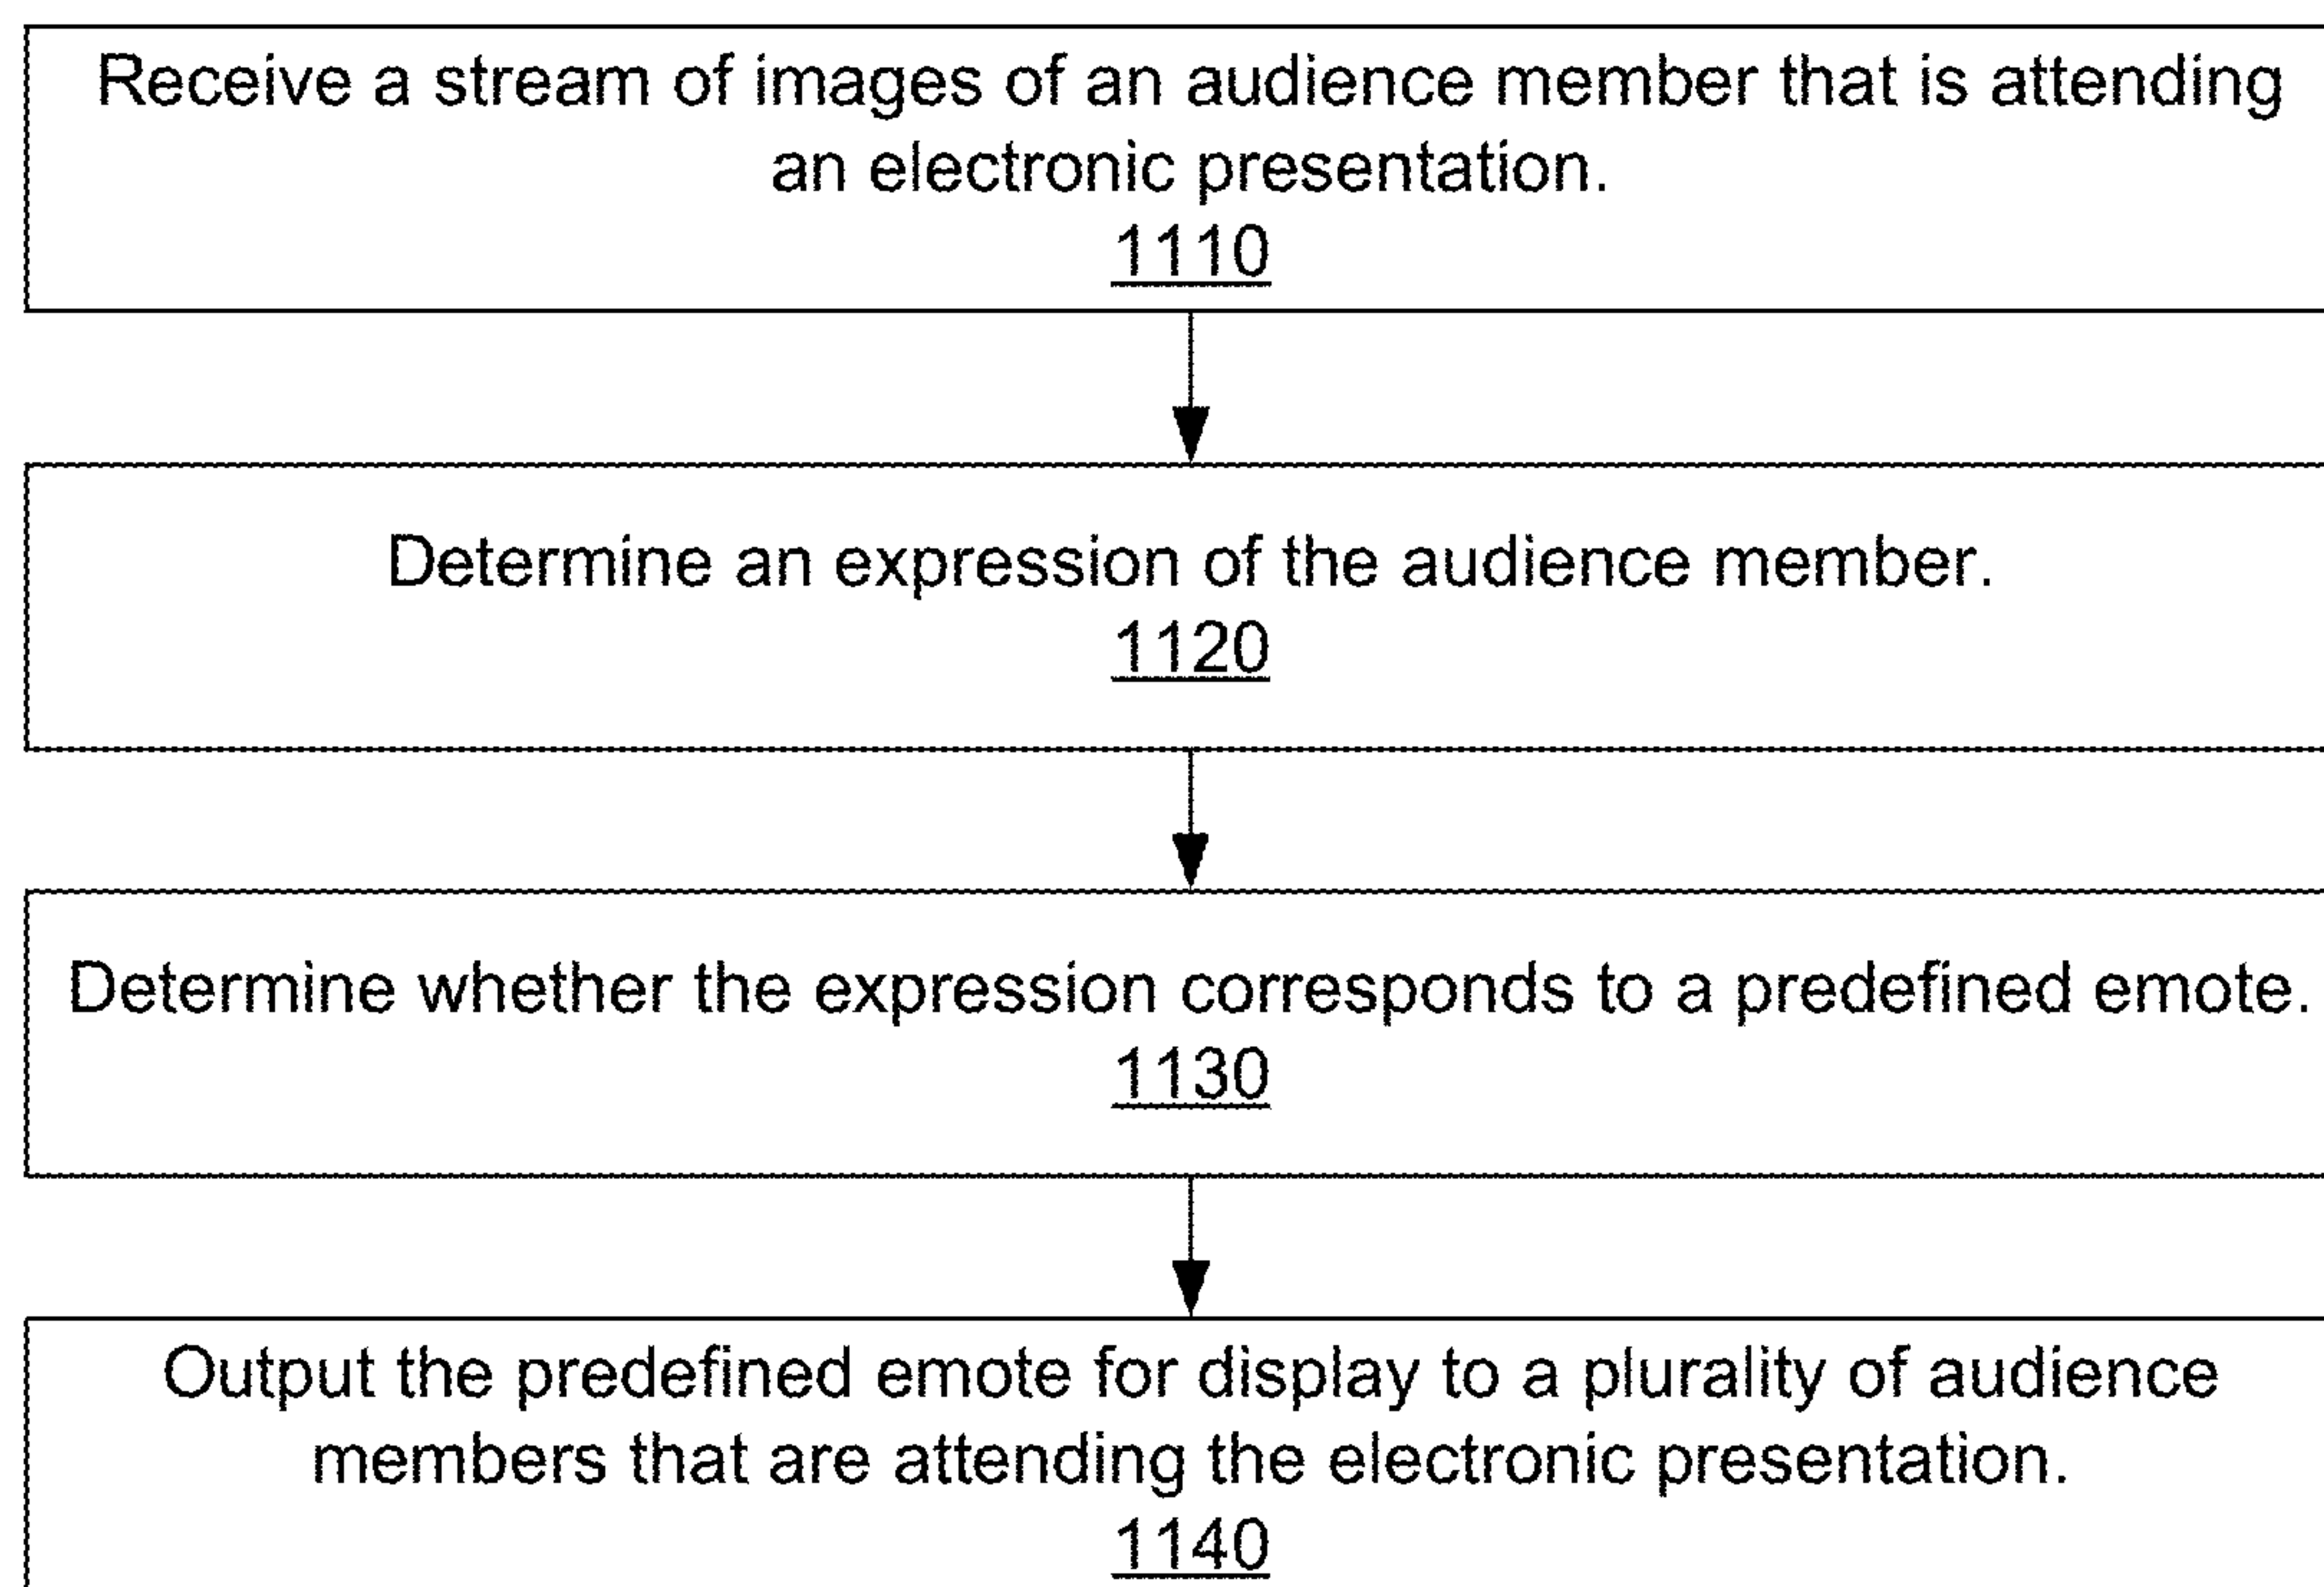 Receive a stream of images of an audience member that is attending
an electronic presentation.
1110
Determine an expression of the audience member.
1120
Determine whether the expression corresponds to a predefined emote.
1130
Output the predefined emote for display to a plurality of audience
members that are attending the electronic presentation.
1140